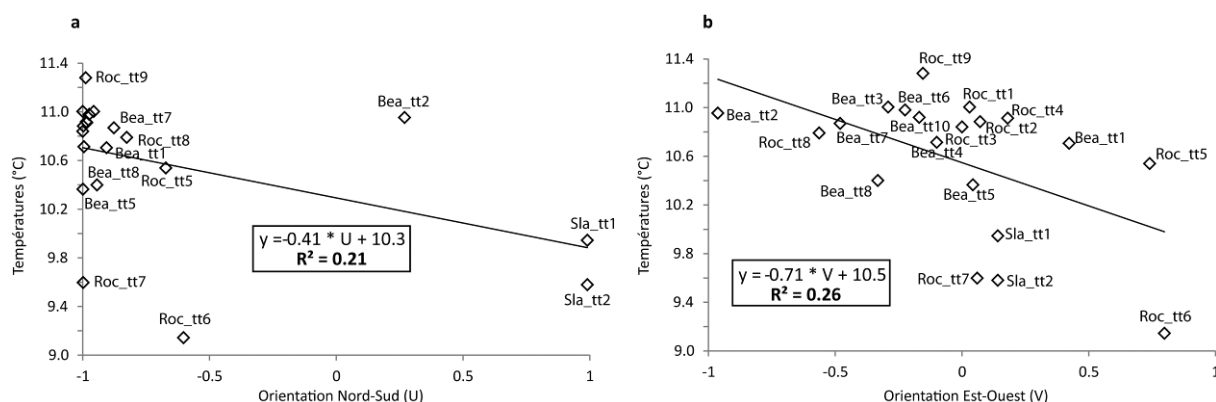 a
Températures (°C)
11.4
11.0
10.6
10.2
9.8
9.4
9.0
Roc_tt9
Bea_tt7
Roc_tt8
Bea_tt1
Bea_tt8
Roc_tt5
Bea_tt5
Bea_tt2
Sla_tt1
Sla_tt2
Roc_tt7
Roc_tt6
y =-0.41 * U + 10.3
R² = 0.21
-1 -0.5 0 0.5 1
Orientation Nord-Sud (U)
b
Températures (°C)
11.4
11.0
10.6
10.2
9.8
9.4
9.0
Roc_tt9
Bea_tt3 Bea_tt6 Roc_tt1
Roc_tt4
Bea_tt2
Bea_tt10 Roc_tt2
Roc_tt8 Bea_tt7 Roc_tt3 Bea_tt1
Bea_tt4 Roc_tt5
Bea_tt8 Bea_tt5
Sla_tt1
Roc_tt7 Sla_tt2
Roc_tt6
y = -0.71 * V + 10.5
R² = 0.26
-1 -0.5 0 0.5 1
Orientation Est-Ouest (V)